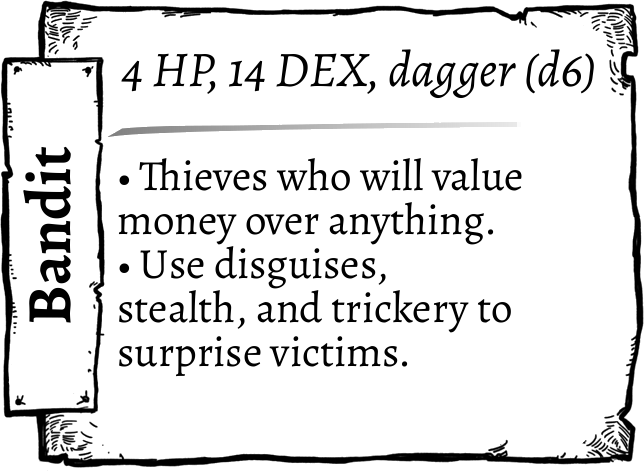 Bandit
4 HP, 14 DEX, dagger (d6)
• Thieves who will value
money over anything.
• Use disguises,
stealth, and trickery to
surprise victims.